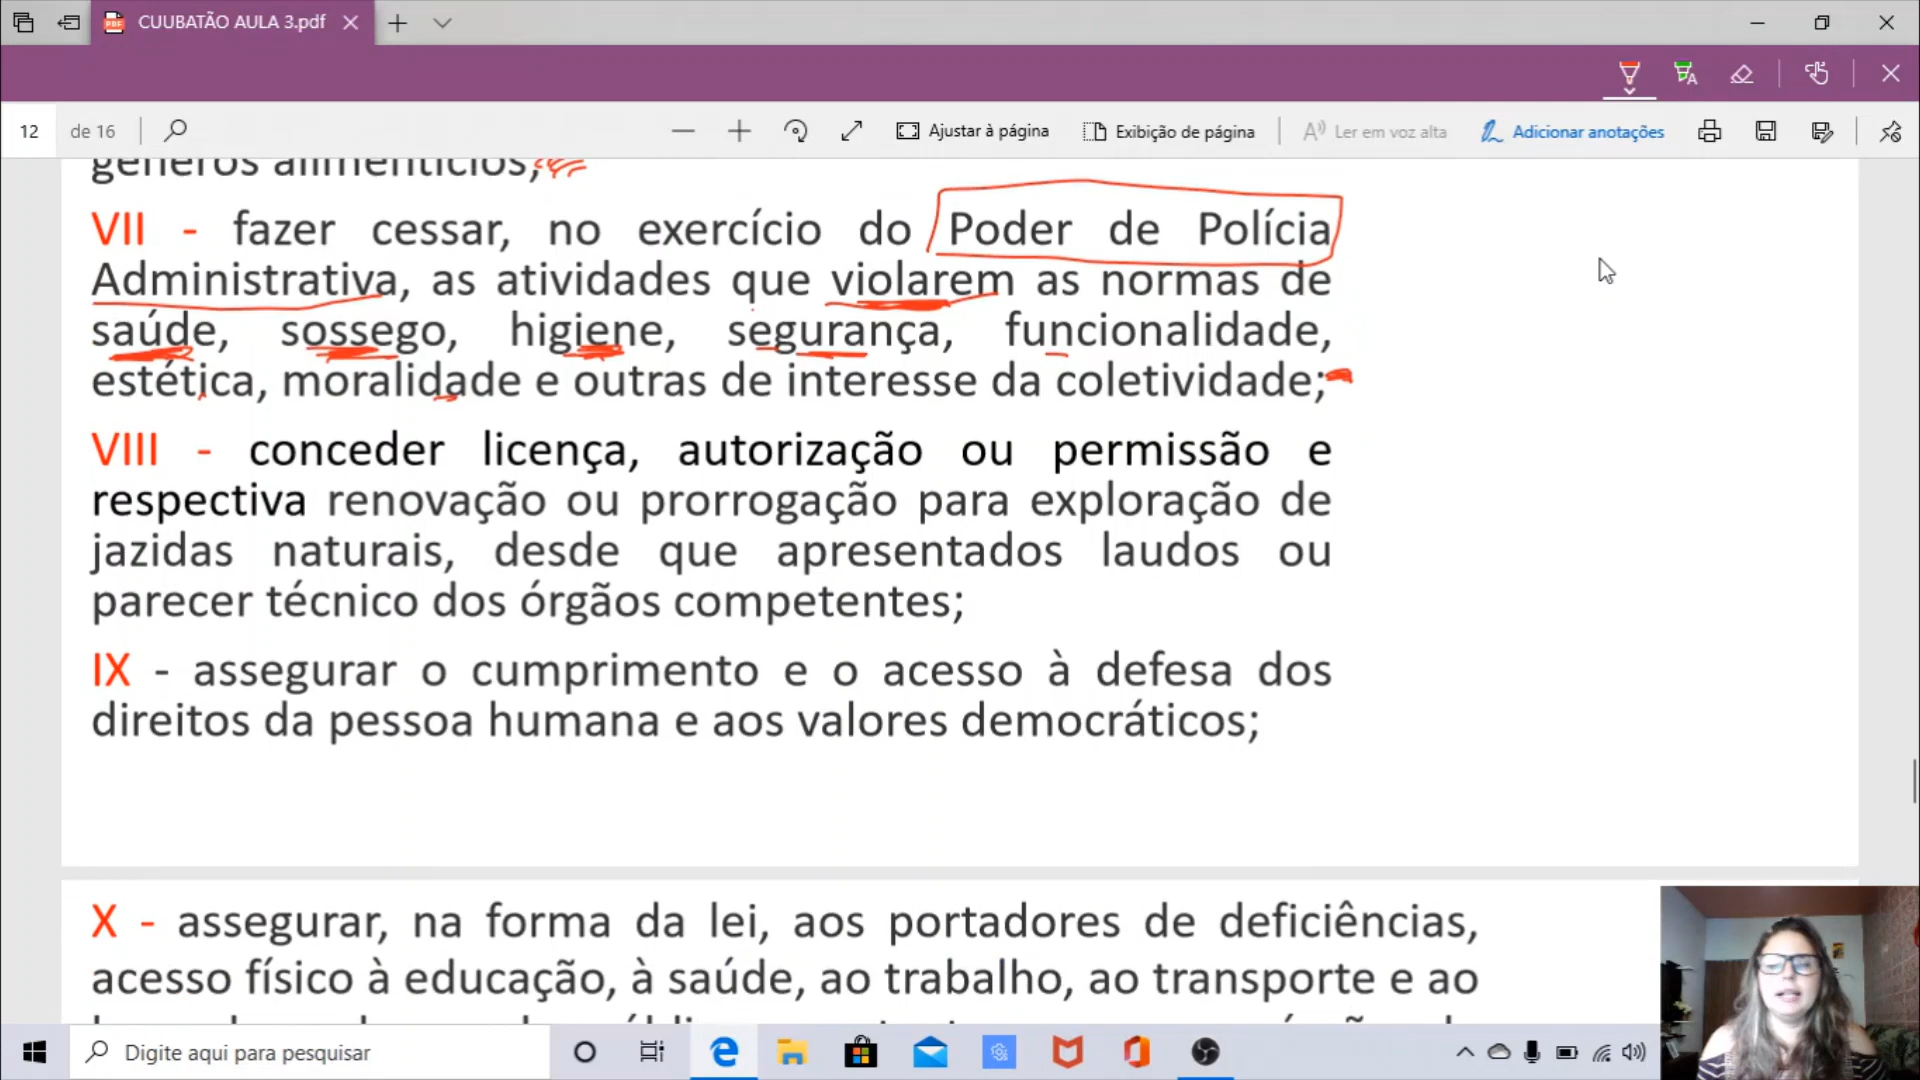 CUUBATÃO AULA 3.pdf
12 de 16
Ajustar à página
Exibição de página
Ler em voz alta
Adicionar anotações
gêneros alimentícios;
VII - fazer cessar, no exercício do Poder de Polícia
Administrativa, as atividades que violarem as normas de
saúde, sossego, higiene, segurança, funcionalidade,
estética, moralidade e outras de interesse da coletividade;
VIII - conceder licença, autorização ou permissão e
respectiva renovação ou prorrogação para exploração de
jazidas naturais, desde que apresentados laudos ou
parecer técnico dos órgãos competentes;
IX - assegurar o cumprimento e o acesso à defesa dos
direitos da pessoa humana e aos valores democráticos;
X - assegurar, na forma da lei, aos portadores de deficiências,
acesso físico à educação, à saúde, ao trabalho, ao transporte e ao
Digite aqui para pesquisar